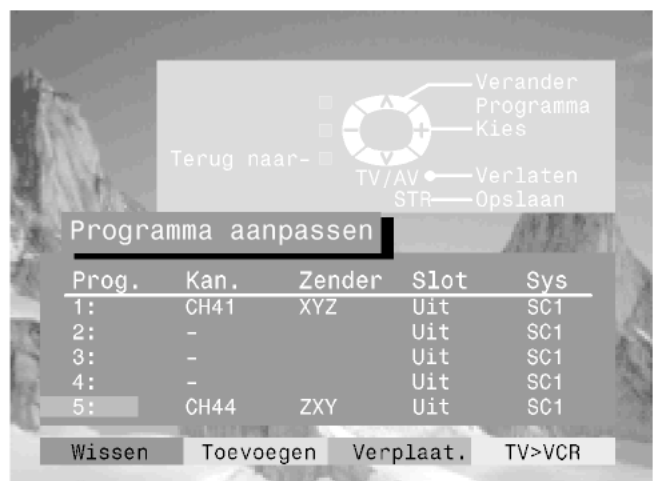 Verander
Programma
Kies
Terug naar-
TV/AV
Verlaten
STR
Opslaan
Programma aanpassen
Prog. Kan. Zender Slot Sys
1: CH41 XYZ Uit SC1
2: – Uit SC1
3: – Uit SC1
4: – Uit SC1
5: CH44 ZXY Uit SC1
Wissen Toevoegen Verplaat. TV>VCR